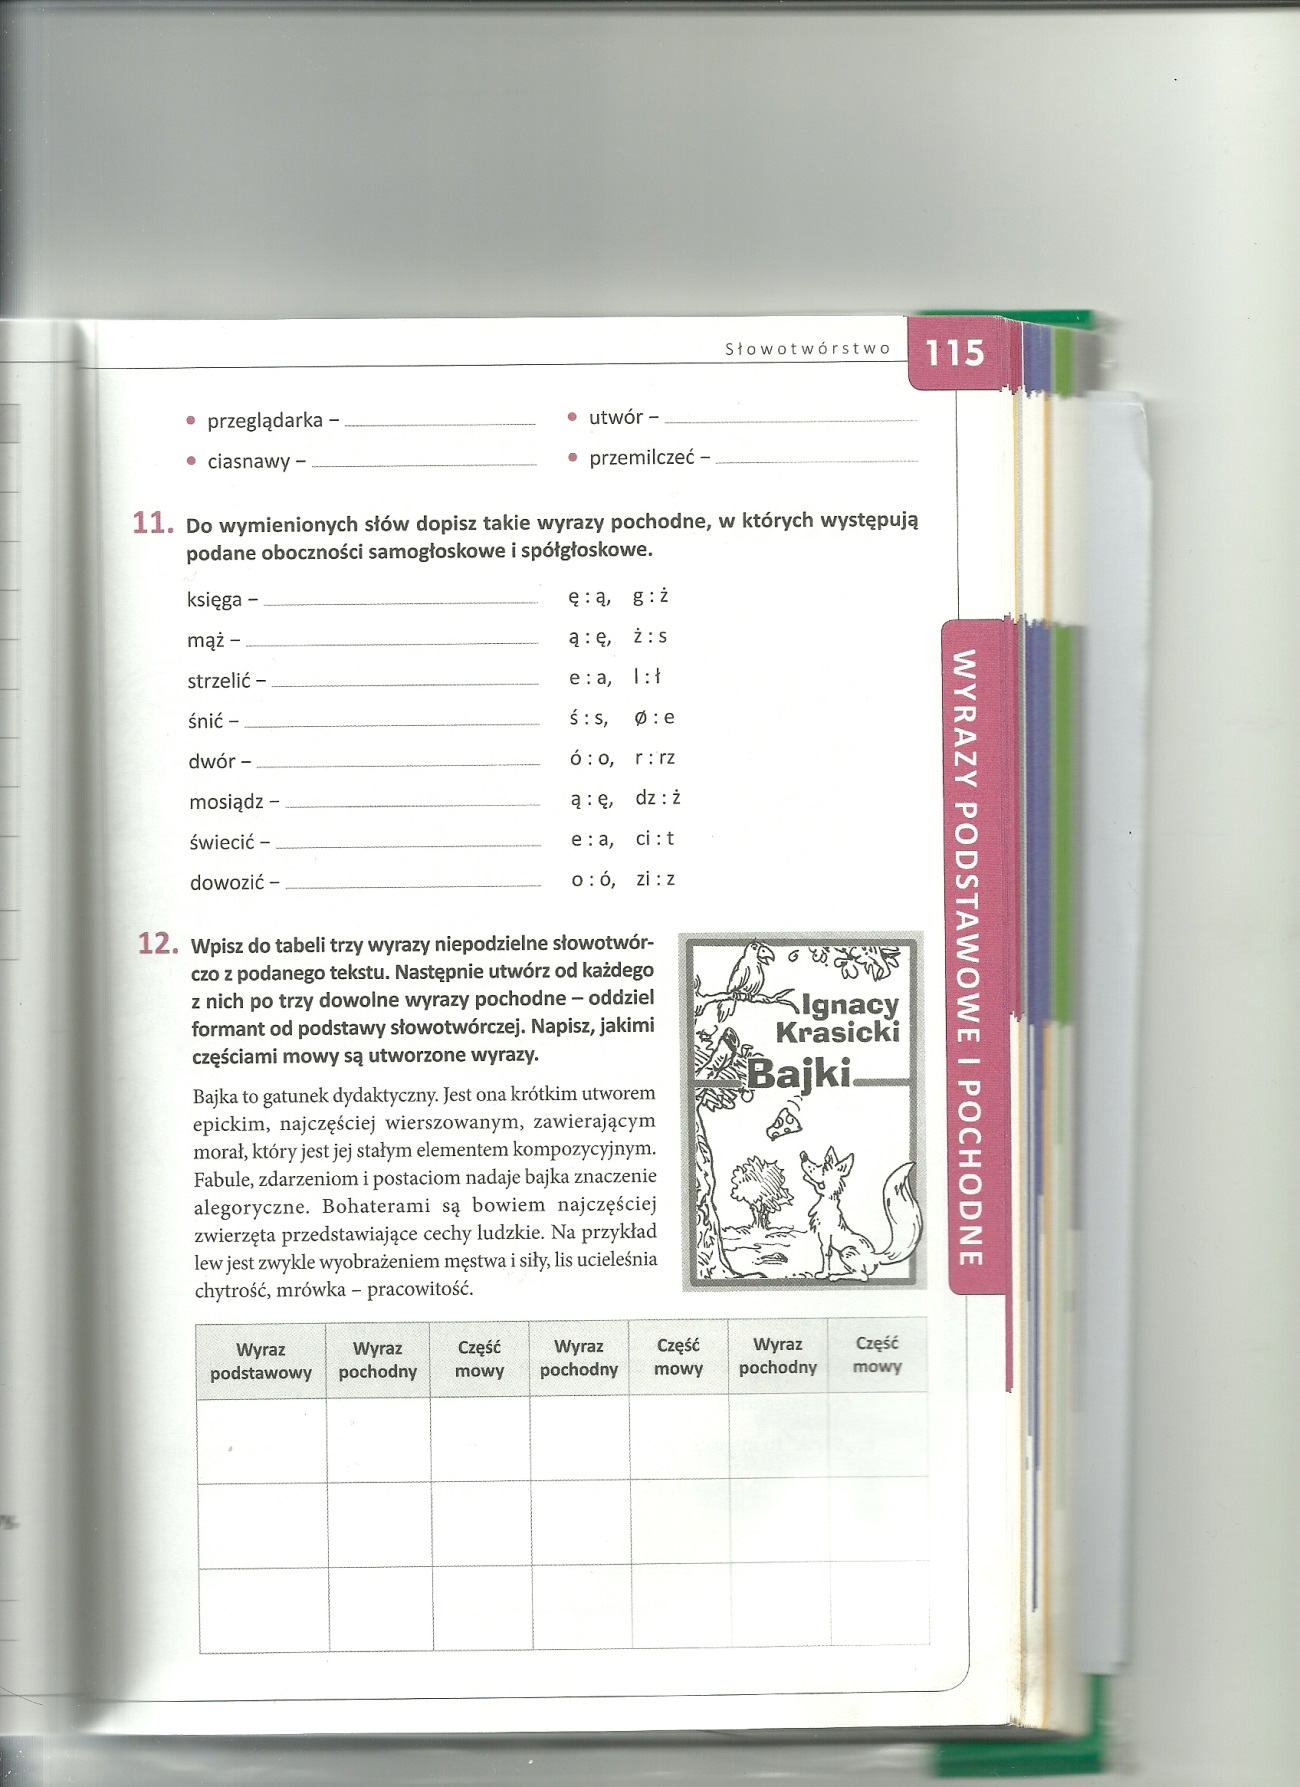 Słowotwórstwo 115
• przeglądarka – • utwór –
• ciasnawy – • przemilczeć –
11. Do wymienionych słów dopisz takie wyrazy pochodne, w których występują
podane oboczności samogłoskowe i spółgłoskowe.
księga – ę : ą, g : ż
mąż – ą : ę, ż : s
strzelić – e : a, l : ł
śnić – ś : s, ø : e
dwór – ó : o, r : rz
mosiądz – ą : ę, dz : ż
świecić – e : a, ci : t
dowozić – o : ó, zi : z
12. Wpisz do tabeli trzy wyrazy niepodzielne słowotwór-
czo z podanego tekstu. Następnie utwórz od każdego
z nich po trzy dowolne wyrazy pochodne – oddziel
formant od podstawy słowotwórczej. Napisz, jakimi
częściami mowy są utworzone wyrazy.
Bajka to gatunek dydaktyczny. Jest ona krótkim utworem
epickim, najczęściej wierszowanym, zawierającym
morał, który jest jej stałym elementem kompozycyjnym.
Fabule, zdarzeniom i postaciom nadaje bajka znaczenie
alegoryczne. Bohaterami są bowiem najczęściej
zwierzęta przedstawiające cechy ludzkie. Na przykład
lew jest zwykle wyobrażeniem męstwa i siły, lis ucieleśnia
chytrość, mrówka – pracowitość.
Ignacy
Krasicki
Bajki
Wyraz Wyraz Część Wyraz Część Wyraz Część
podstawowy pochodny mowy pochodny mowy pochodny mowy
WYRAZY PODSTAWOWE I POCHODNE